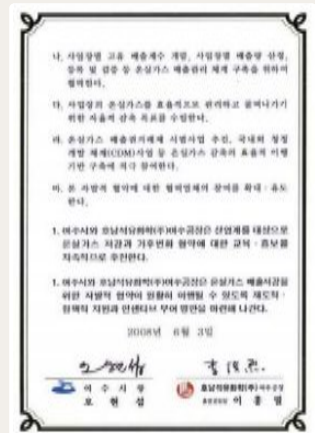 나. 사업장별 고유 배출계수 개발, 사업장별 배출량 산정,
등록 및 검증 등 온실가스 배출관리 체계 구축을 위하여
협력한다.
다. 사업장의 온실가스를 효율적으로 관리하고 줄여나가기
위한 자율적 감축 목표를 수립한다.
라. 온실가스 배출권거래제 시범사업 추진, 국내외 청정
개발 체제(CDM)사업 등 온실가스 감축의 효율적 이행
기반 구축에 적극 참여한다.
마. 본 자발적 협약에 대한 협력업체의 참여를 확대·유도
한다.
1. 여수시와 호남석유화학(주)여수공장은 산업계를 대상으로
온실가스 저감과 기후변화 협약에 대한 교육·홍보를
지속적으로 추진한다.
1. 여수시와 호남석유화학(주)여수공장은 온실가스 배출저감을
위한 자발적 협약이 원활히 이행될 수 있도록 제도적·
정책적 지원과 인센티브 부여 방안을 마련해 나간다.
2008년 6월 3일
여수시장
오현섭
호남석유화학(주)여수공장
이홍열